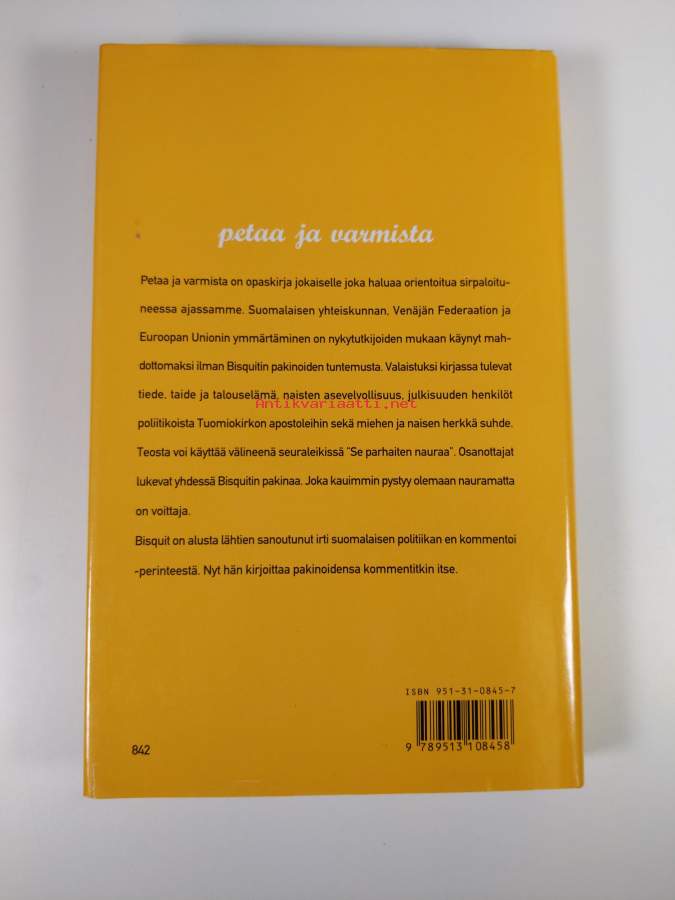 petaa ja varmista
Petaa ja varmista on opaskirja jokaiselle joka haluaa orientoitua sirpaloitu-
neessa ajassamme. Suomalaisen yhteiskunnan, Venäjän Federaation ja
Euroopan Unionin ymmärtäminen on nykytutkijoiden mukaan käynyt mah-
dottomaksi ilman Bisquitin pakinoiden tuntemusta. Valaistuksi kirjassa tulevat
tiede, taide ja talouselämä, naisten asevelvollisuus, julkisuuden henkilöt
Antikvariaatti.net
poliitikoista Tuomiokirkon apostoleihin sekä miehen ja naisen herkkä suhde.
Teosta voi käyttää välineenä seuraleikissä "Se parhaiten nauraa". Osanottajat
lukevat yhdessä Bisquitin pakinaa. Joka kauimmin pystyy olemaan nauramatta
on voittaja.
Bisquit on alusta lähtien sanoutunut irti suomalaisen politiikan en kommentoi
-perinteestä. Nyt hän kirjoittaa pakinoidensa kommentitkin itse.
ISBN 951-31-0845-7
9 789513 108458
842